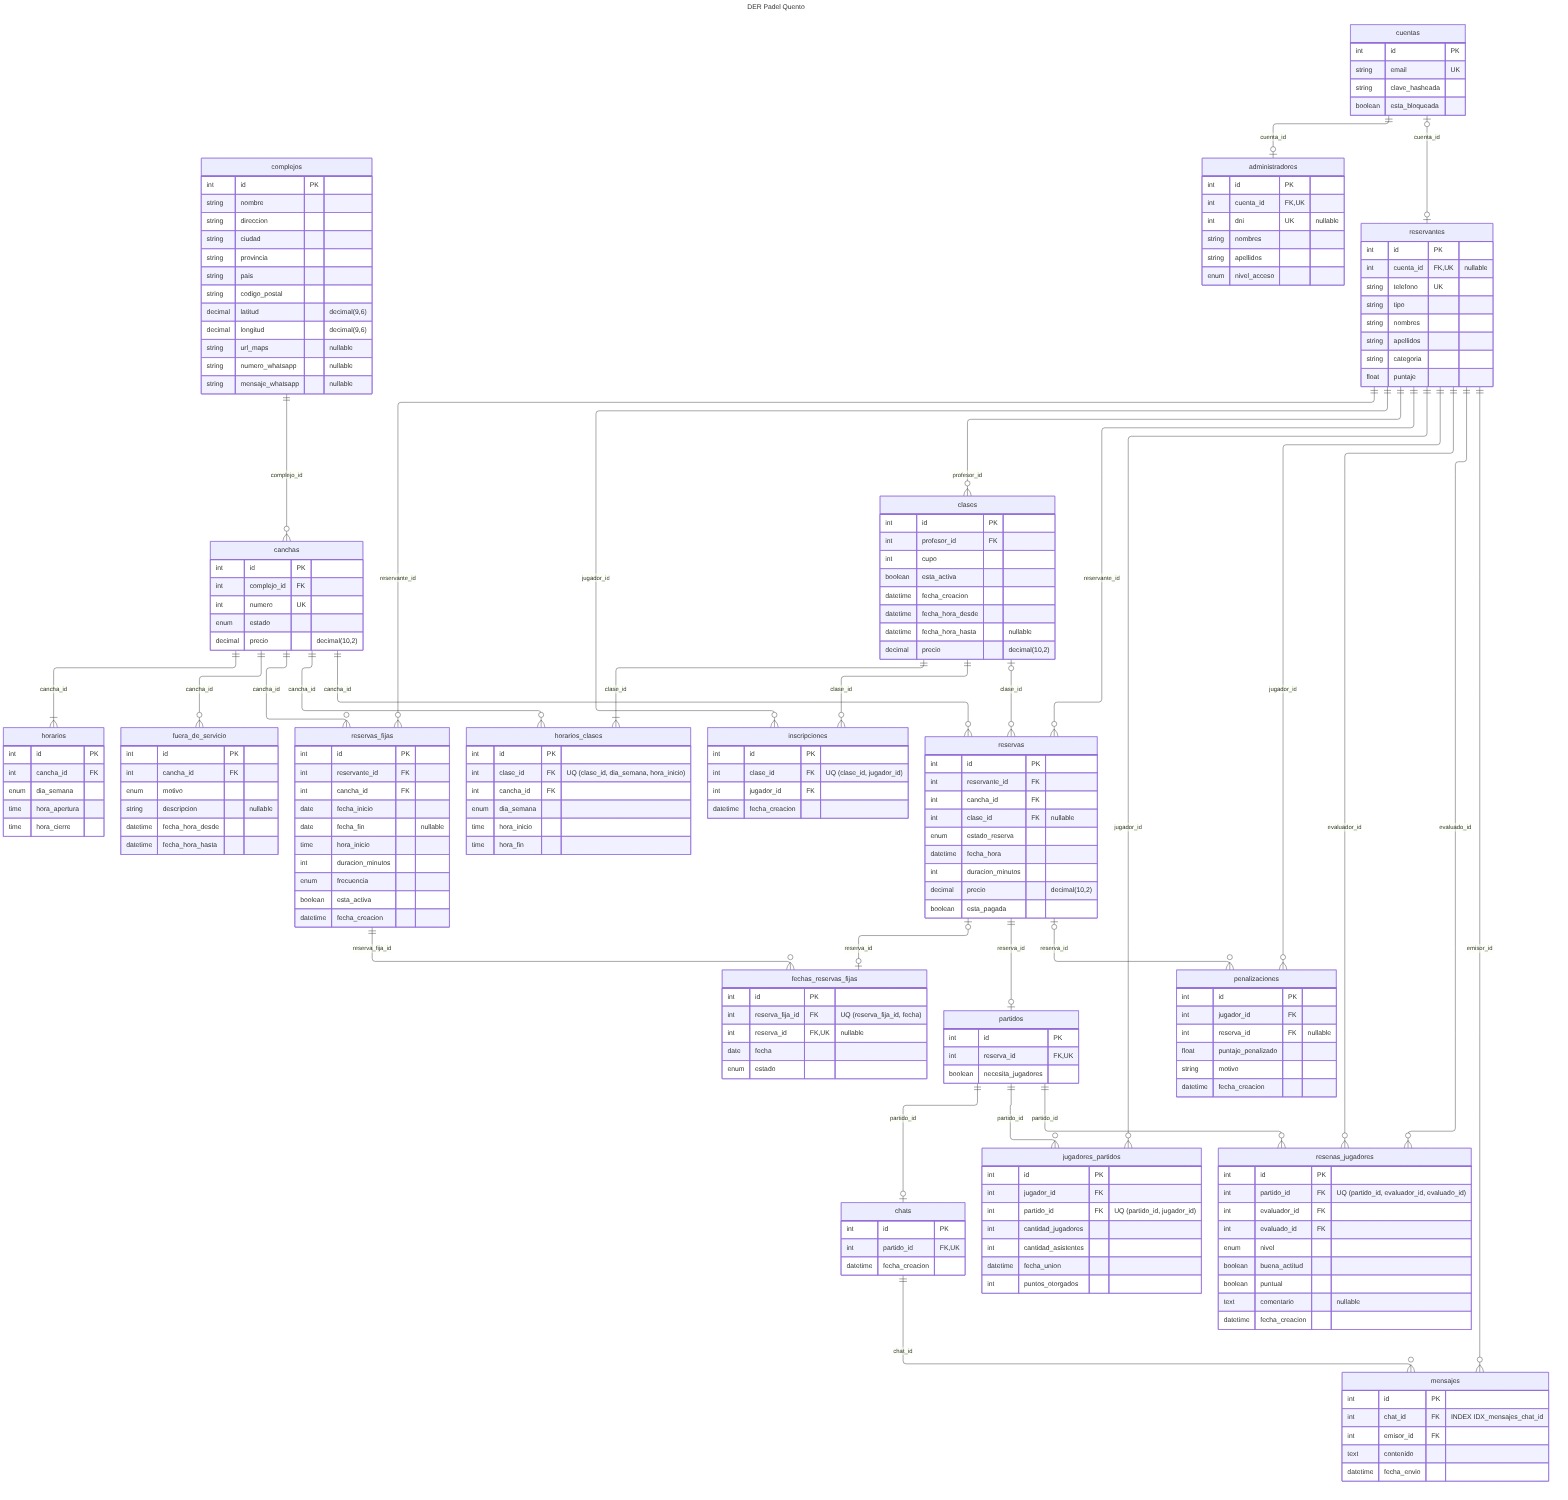 DER Padel Quento
cuentas
int id PK
string email UK
string clave_hasheada
boolean esta_bloqueada
cuenta_id
cuenta_id
administradores
int id PK
int cuenta_id FK,UK
int dni UK nullable
string nombres
string apellidos
enum nivel_acceso
complejos
int id PK
string nombre
string direccion
string ciudad
string provincia
string pais
string codigo_postal
decimal latitud decimal(9,6)
decimal longitud decimal(9,6)
string url_maps nullable
string numero_whatsapp nullable
string mensaje_whatsapp nullable
reservantes
int id PK
int cuenta_id FK,UK nullable
string telefono UK
string tipo
string nombres
string apellidos
string categoria
float puntaje
complejo_id
profesor_id
clases
int id PK
int profesor_id FK
int cupo
boolean esta_activa
datetime fecha_creacion
datetime fecha_hora_desde
datetime fecha_hora_hasta nullable
decimal precio decimal(10,2)
canchas
int id PK
int complejo_id FK
int numero UK
enum estado
decimal precio decimal(10,2)
reservante_id
jugador_id
reservante_id
cancha_id
cancha_id
cancha_id
cancha_id
cancha_id
clase_id
clase_id
clase_id
jugador_id
horarios
int id PK
int cancha_id FK
enum dia_semana
time hora_apertura
time hora_cierre
fuera_de_servicio
int id PK
int cancha_id FK
enum motivo
string descripcion nullable
datetime fecha_hora_desde
datetime fecha_hora_hasta
reservas_fijas
int id PK
int reservante_id FK
int cancha_id FK
date fecha_inicio
date fecha_fin nullable
time hora_inicio
int duracion_minutos
enum frecuencia
boolean esta_activa
datetime fecha_creacion
horarios_clases
int id PK
int clase_id FK UQ (clase_id, dia_semana, hora_inicio)
int cancha_id FK
enum dia_semana
time hora_inicio
time hora_fin
inscripciones
int id PK
int clase_id FK UQ (clase_id, jugador_id)
int jugador_id FK
datetime fecha_creacion
reservas
int id PK
int reservante_id FK
int cancha_id FK
int clase_id FK nullable
enum estado_reserva
datetime fecha_hora
int duracion_minutos
decimal precio decimal(10,2)
boolean esta_pagada
jugador_id
evaluador_id
evaluado_id
reserva_fija_id
reserva_id
reserva_id
reserva_id
emisor_id
fechas_reservas_fijas
int id PK
int reserva_fija_id FK UQ (reserva_fija_id, fecha)
int reserva_id FK,UK nullable
date fecha
enum estado
partidos
int id PK
int reserva_id FK,UK
boolean necesita_jugadores
penalizaciones
int id PK
int jugador_id FK
int reserva_id FK nullable
float puntaje_penalizado
string motivo
datetime fecha_creacion
partido_id
partido_id
partido_id
chats
int id PK
int partido_id FK,UK
datetime fecha_creacion
jugadores_partidos
int id PK
int jugador_id FK
int partido_id FK UQ (partido_id, jugador_id)
int cantidad_jugadores
int cantidad_asistentes
datetime fecha_union
int puntos_otorgados
resenas_jugadores
int id PK
int partido_id FK UQ (partido_id, evaluador_id, evaluado_id)
int evaluador_id FK
int evaluado_id FK
enum nivel
boolean buena_actitud
boolean puntual
text comentario nullable
datetime fecha_creacion
chat_id
mensajes
int id PK
int chat_id FK INDEX IDX_mensajes_chat_id
int emisor_id FK
text contenido
datetime fecha_envio